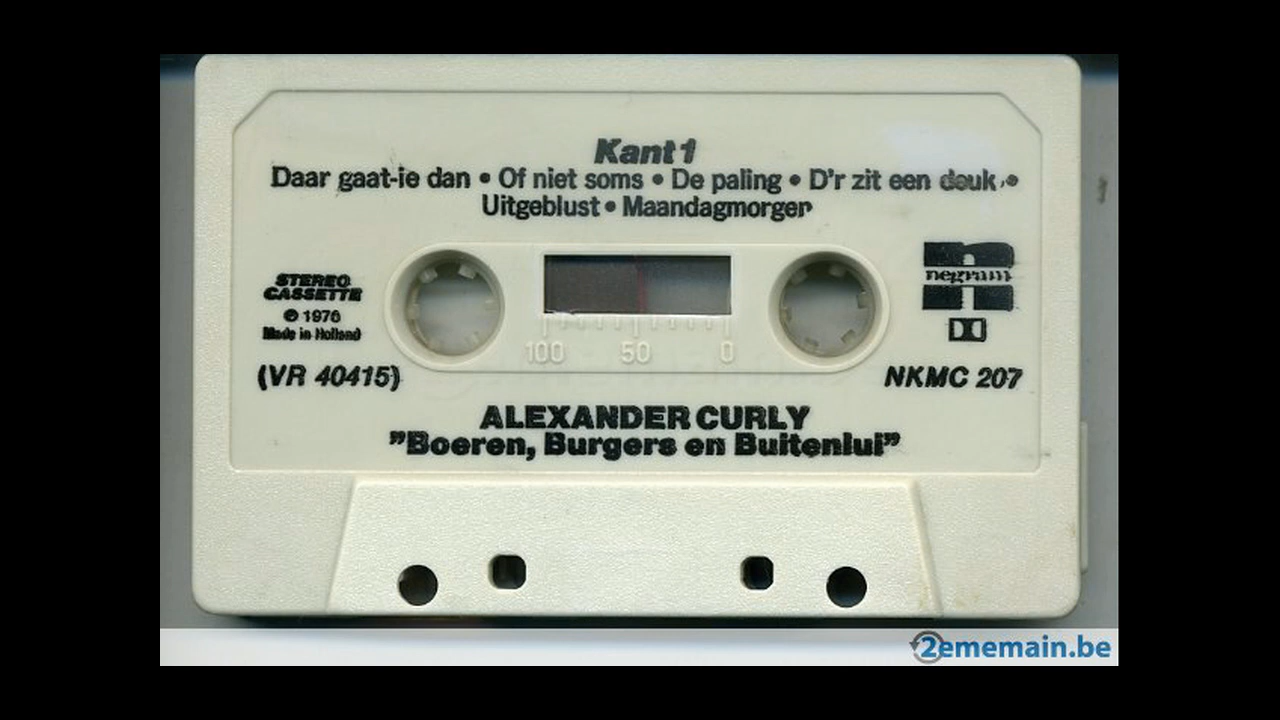 Kant 1
Daar gaat-ie dan • Of niet soms • De paling • D'r zit een deuk •
Uitgeblust • Maandagmorgen
STEREO
CASSETTE
℗ 1976
Made in Holland
negram
100 50 0
(VR 40415)
NKMC 207
ALEXANDER CURLY
"Boeren, Burgers en Buitenlui"
2ememain.be